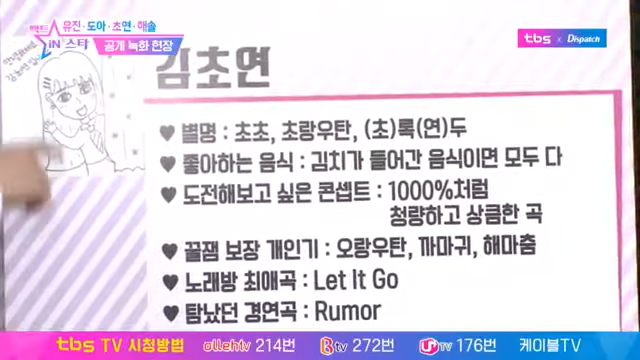 팩트 유진·도아·초연·해솔
iN 스타 공개 녹화 현장
tbs x Dispatch
김초연
♥ 별명 : 초초, 초랑우탄, (초)록(연)두
♥ 좋아하는 음식 : 김치가 들어간 음식이면 모두 다
♥ 도전해보고 싶은 콘셉트 : 1000%처럼
청량하고 상큼한 곡
♥ 꿀잼 보장 개인기 : 오랑우탄, 까마귀, 해마춤
♥ 노래방 최애곡 : Let It Go
♥ 탐났던 경연곡 : Rumor
tbs TV 시청방법 olleh tv 214번 B tv 272번 U+TV 176번 케이블TV